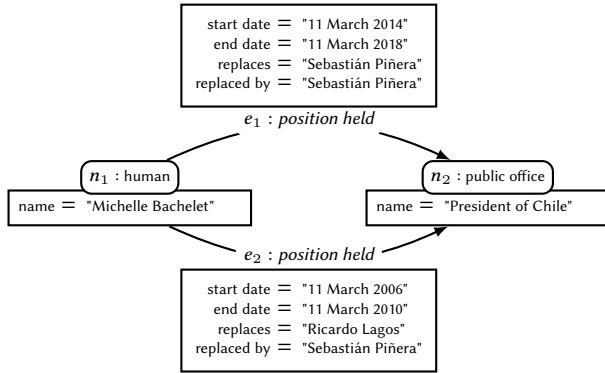 start date = "11 March 2014"
end date = "11 March 2018"
replaces = "Sebastián Piñera"
replaced by = "Sebastián Piñera"
e1 : position held
n1 : human
name = "Michelle Bachelet"
n2 : public office
name = "President of Chile"
e2 : position held
start date = "11 March 2006"
end date = "11 March 2010"
replaces = "Ricardo Lagos"
replaced by = "Sebastián Piñera"